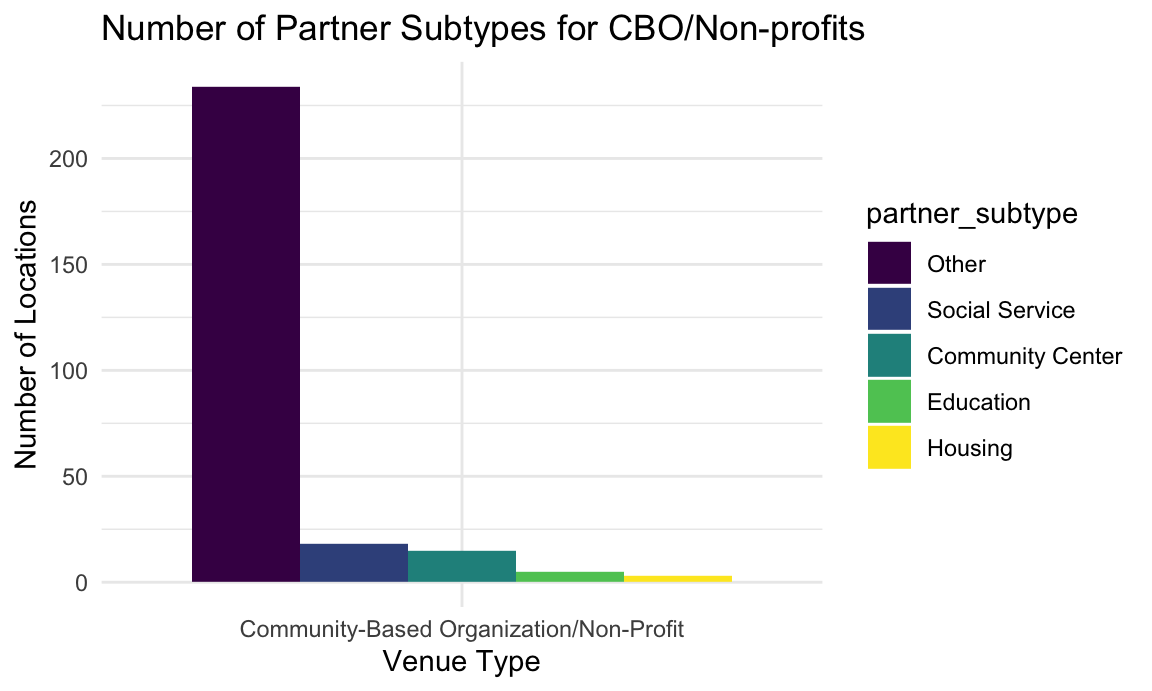 Number of Partner Subtypes for CBO/Non-profits
Number of Locations
200
150
100
50
0
Community-Based Organization/Non-Profit
Venue Type
partner_subtype
Other
Social Service
Community Center
Education
Housing